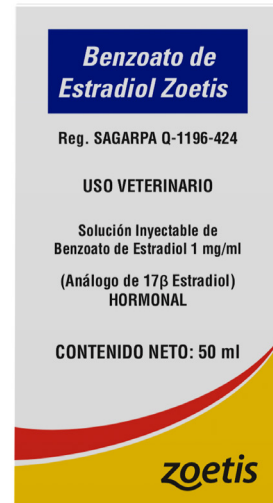 Benzoato de
Estradiol Zoetis
Reg. SAGARPA Q-1196-424
USO VETERINARIO
Solución Inyectable de
Benzoato de Estradiol 1 mg/ml
(Análogo de 17β Estradiol)
HORMONAL
CONTENIDO NETO: 50 ml
zoetis